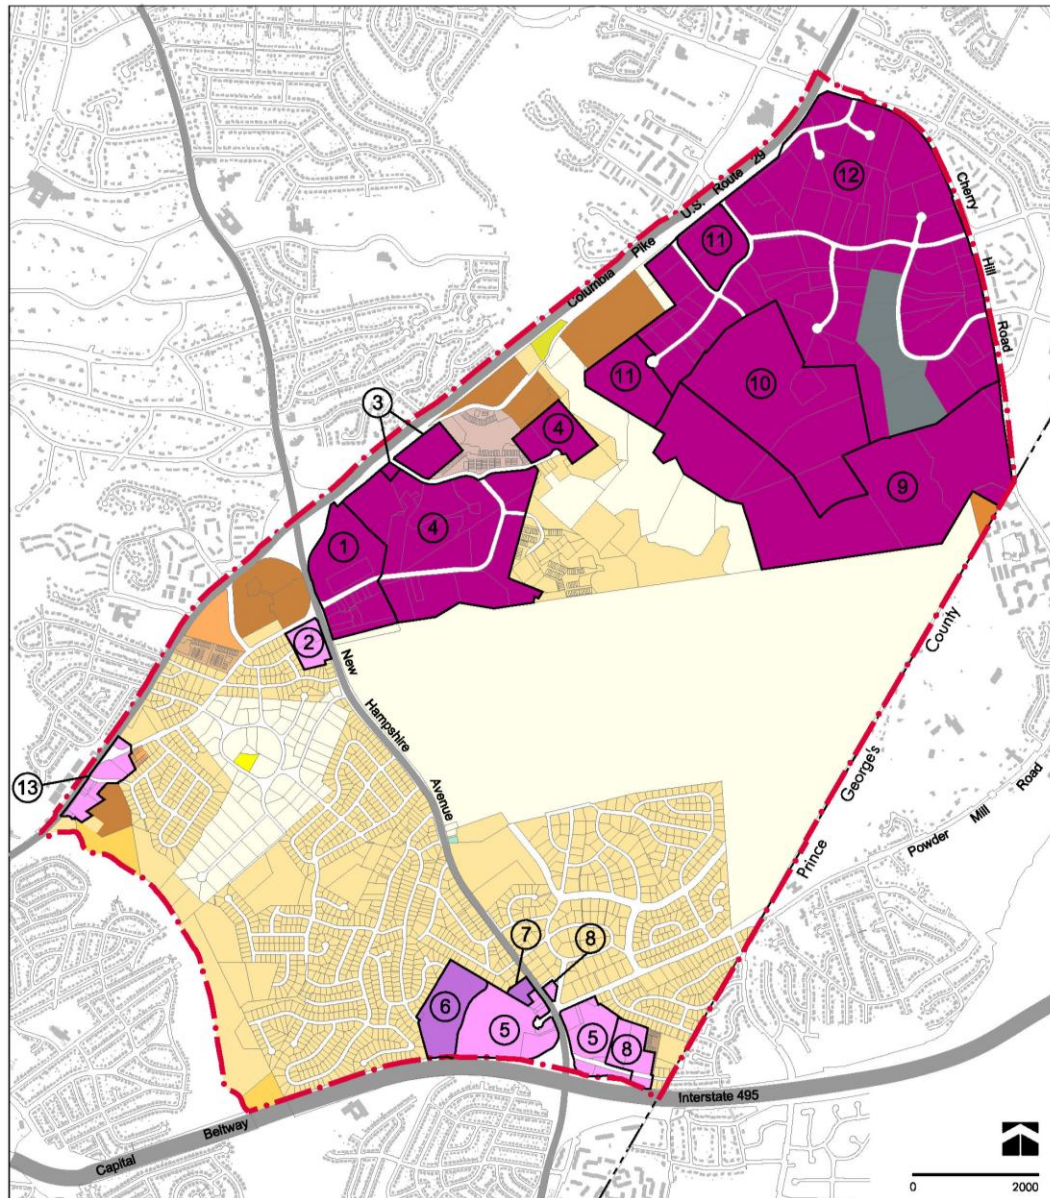 U.S. Route 29
Columbia Pike
12
Cherry Hill Road
11
11
10
3
4
9
4
1
2
New Hampshire Avenue
Prince George's County
13
Powder Mill Road
7
8
6
5
5
8
Interstate 495
Capital Beltway
0 2000